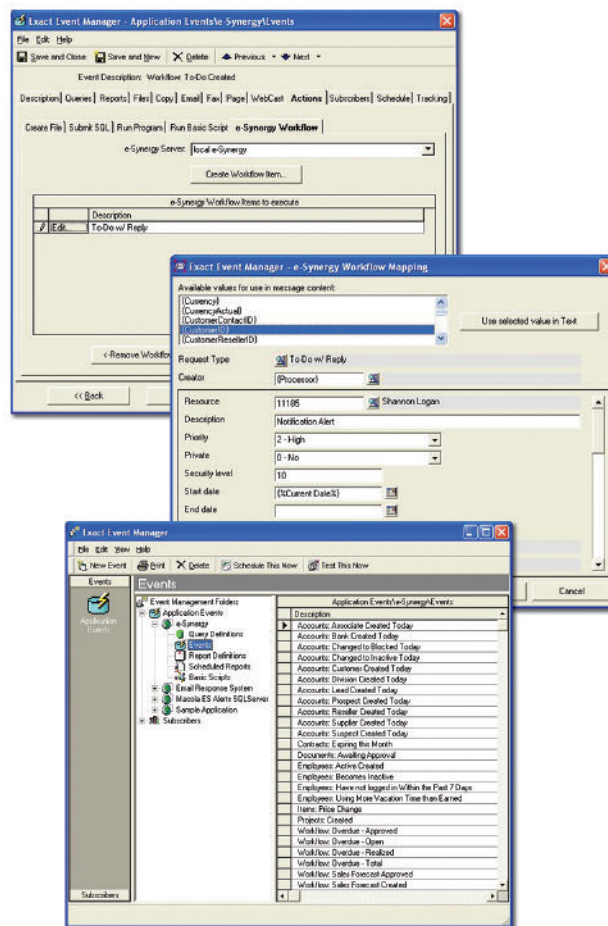 Exact Event Manager - Application Events\e-Synergy\Events
File Edit Help
Save and Close Save and New Delete Previous Next
Event Description: Workflow: To-Do Created
Description Queries Reports Files Copy Email Fax Page WebCast Actions Subscribers Schedule Tracking
Create File Submit SQL Run Program Run Basic Script e-Synergy Workflow
e-Synergy Server: local e-Synergy
Create Workflow Item...
e-Synergy Workflow Items to execute
Description
Edit... To-Do w/ Reply
<-Remove Workflow
<< Back
Exact Event Manager - e-Synergy Workflow Mapping
Available values for use in message content:
{Currency}
{CurrencyActual}
{CustomerContactID}
{CustomerID}
{CustomerResellerID}
Use selected value in Text
Request Type To-Do w/ Reply
Creator {Processor}
Resource 11185 Shannon Logan
Description Notification Alert
Priority 2 - High
Private 0 - No
Security level 10
Start date {%Current Date%}
End date
Cancel
Exact Event Manager
File Edit View Help
New Event Print Delete Schedule This Now Test This Now
Events
Events
Application Events
Subscribers
Event Management Folders
Application Events
e-Synergy
Query Definitions
Events
Report Definitions
Scheduled Reports
Basic Scripts
Email Response System
Macola ES Alerts SQLServer
Sample Application
Subscribers
Application Events\e-Synergy\Events
Description
Accounts: Associate Created Today
Accounts: Bank Created Today
Accounts: Changed to Blocked Today
Accounts: Changed to Inactive Today
Accounts: Customer Created Today
Accounts: Division Created Today
Accounts: Lead Created Today
Accounts: Prospect Created Today
Accounts: Reseller Created Today
Accounts: Supplier Created Today
Accounts: Suspect Created Today
Contracts: Expiring this Month
Documents: Awaiting Approval
Employees: Active Created
Employees: Becomes Inactive
Employees: Have not logged in Within the Past 7 Days
Employees: Using More Vacation Time than Earned
Items: Price Change
Projects: Created
Workflow: Overdue - Approved
Workflow: Overdue - Open
Workflow: Overdue - Realized
Workflow: Overdue - Total
Workflow: Sales Forecast Approved
Workflow: Sales Forecast Created